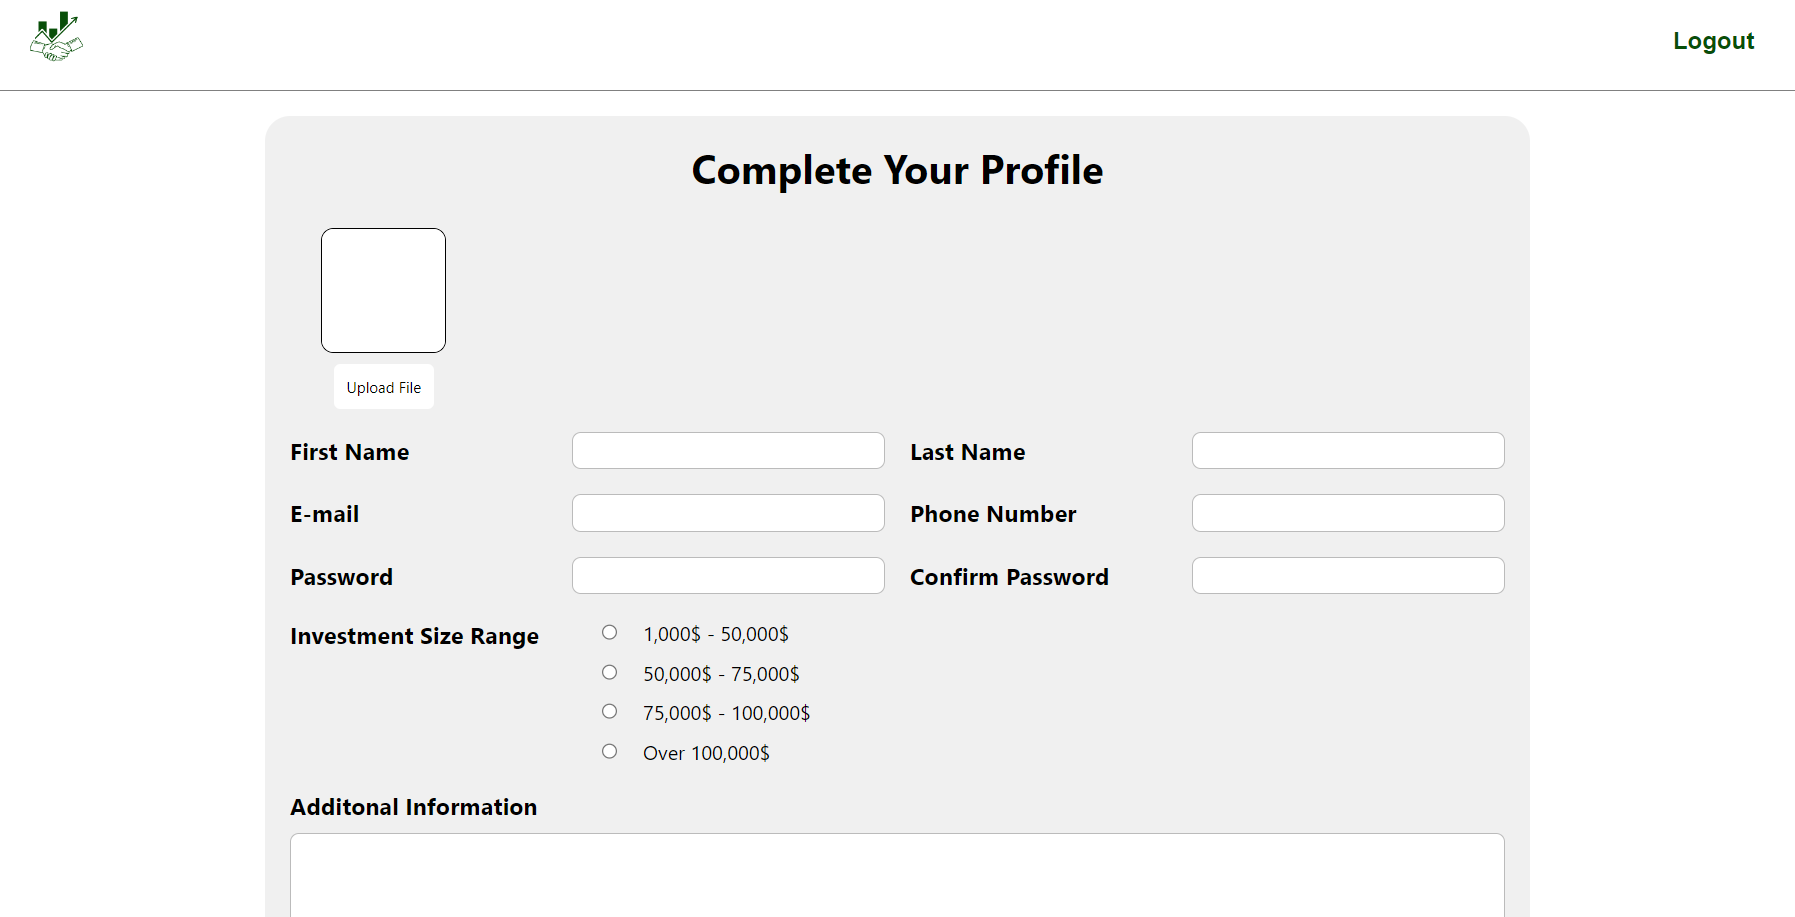 Logout
Complete Your Profile
Upload File
First Name
Last Name
E-mail
Phone Number
Password
Confirm Password
Investment Size Range
1,000$ - 50,000$
50,000$ - 75,000$
75,000$ - 100,000$
Over 100,000$
Additonal Information